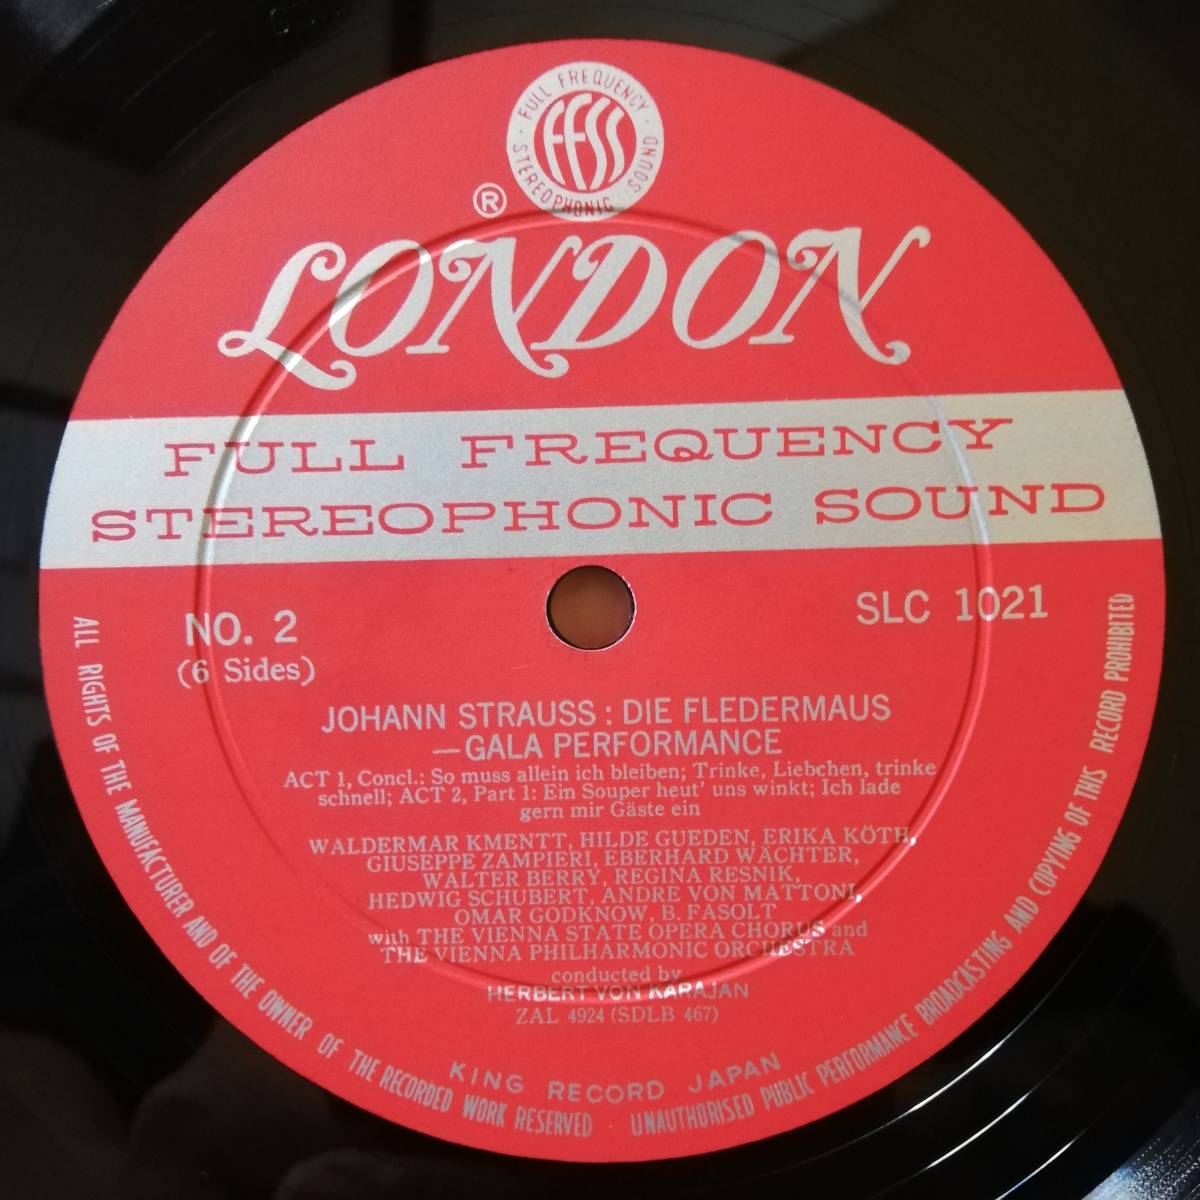 · FULL FREQUENCY · STEREOPHONIC · SOUND
FFSS
®
LONDON
FULL FREQUENCY
STEREOPHONIC SOUND
NO. 2
(6 Sides)
SLC 1021
JOHANN STRAUSS : DIE FLEDERMAUS
—GALA PERFORMANCE
ACT 1, Concl.: So muss allein ich bleiben; Trinke, Liebchen, trinke
schnell; ACT 2, Part 1: Ein Souper heut' uns winkt; Ich lade
gern mir Gäste ein
WALDERMAR KMENTT, HILDE GUEDEN, ERIKA KÖTH,
GIUSEPPE ZAMPIERI, EBERHARD WÄCHTER,
WALTER BERRY, REGINA RESNIK,
HEDWIG SCHUBERT, ANDRE VON MATTONI,
OMAR GODKNOW, B. FASOLT
with THE VIENNA STATE OPERA CHORUS and
THE VIENNA PHILHARMONIC ORCHESTRA
conducted by
HERBERT VON KARAJAN
ZAL 4924 (SDLB 467)
KING RECORD JAPAN
ALL RIGHTS OF THE MANUFACTURER AND OF THE OWNER OF THE RECORDED WORK RESERVED · UNAUTHORISED PUBLIC PERFORMANCE BROADCASTING AND COPYING OF THIS RECORD PROHIBITED